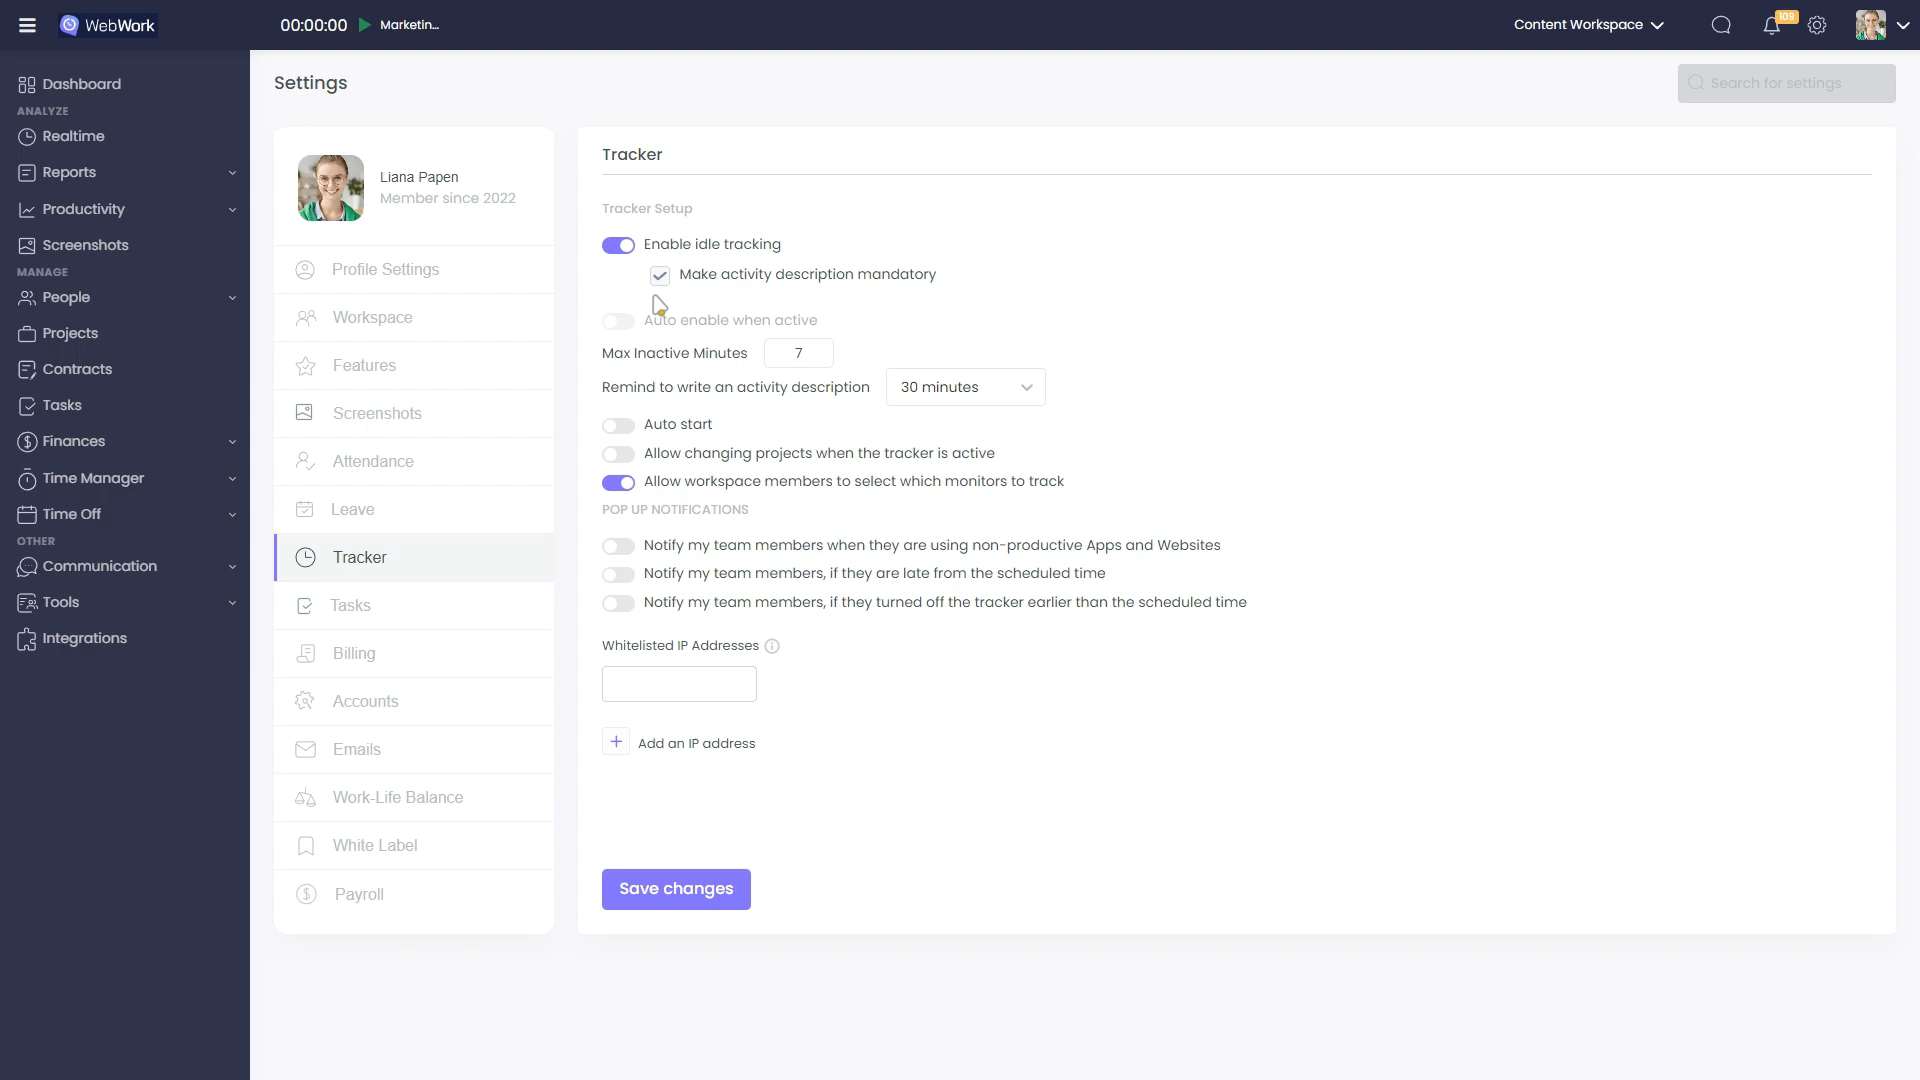 WebWork
00:00:00
Marketin...
Content Workspace
109
Dashboard
ANALYZE
Realtime
Reports
Productivity
Screenshots
MANAGE
People
Projects
Contracts
Tasks
Finances
Time Manager
Time Off
OTHER
Communication
Tools
Integrations
Settings
Search for settings
Liana Papen
Member since 2022
Profile Settings
Workspace
Features
Screenshots
Attendance
Leave
Tracker
Tasks
Billing
Accounts
Emails
Work-Life Balance
White Label
Payroll
Tracker
Tracker Setup
Enable idle tracking
Make activity description mandatory
Auto enable when active
Max Inactive Minutes 7
Remind to write an activity description 30 minutes
Auto start
Allow changing projects when the tracker is active
Allow workspace members to select which monitors to track
POP UP NOTIFICATIONS
Notify my team members when they are using non-productive Apps and Websites
Notify my team members, if they are late from the scheduled time
Notify my team members, if they turned off the tracker earlier than the scheduled time
Whitelisted IP Addresses
Add an IP address
Save changes